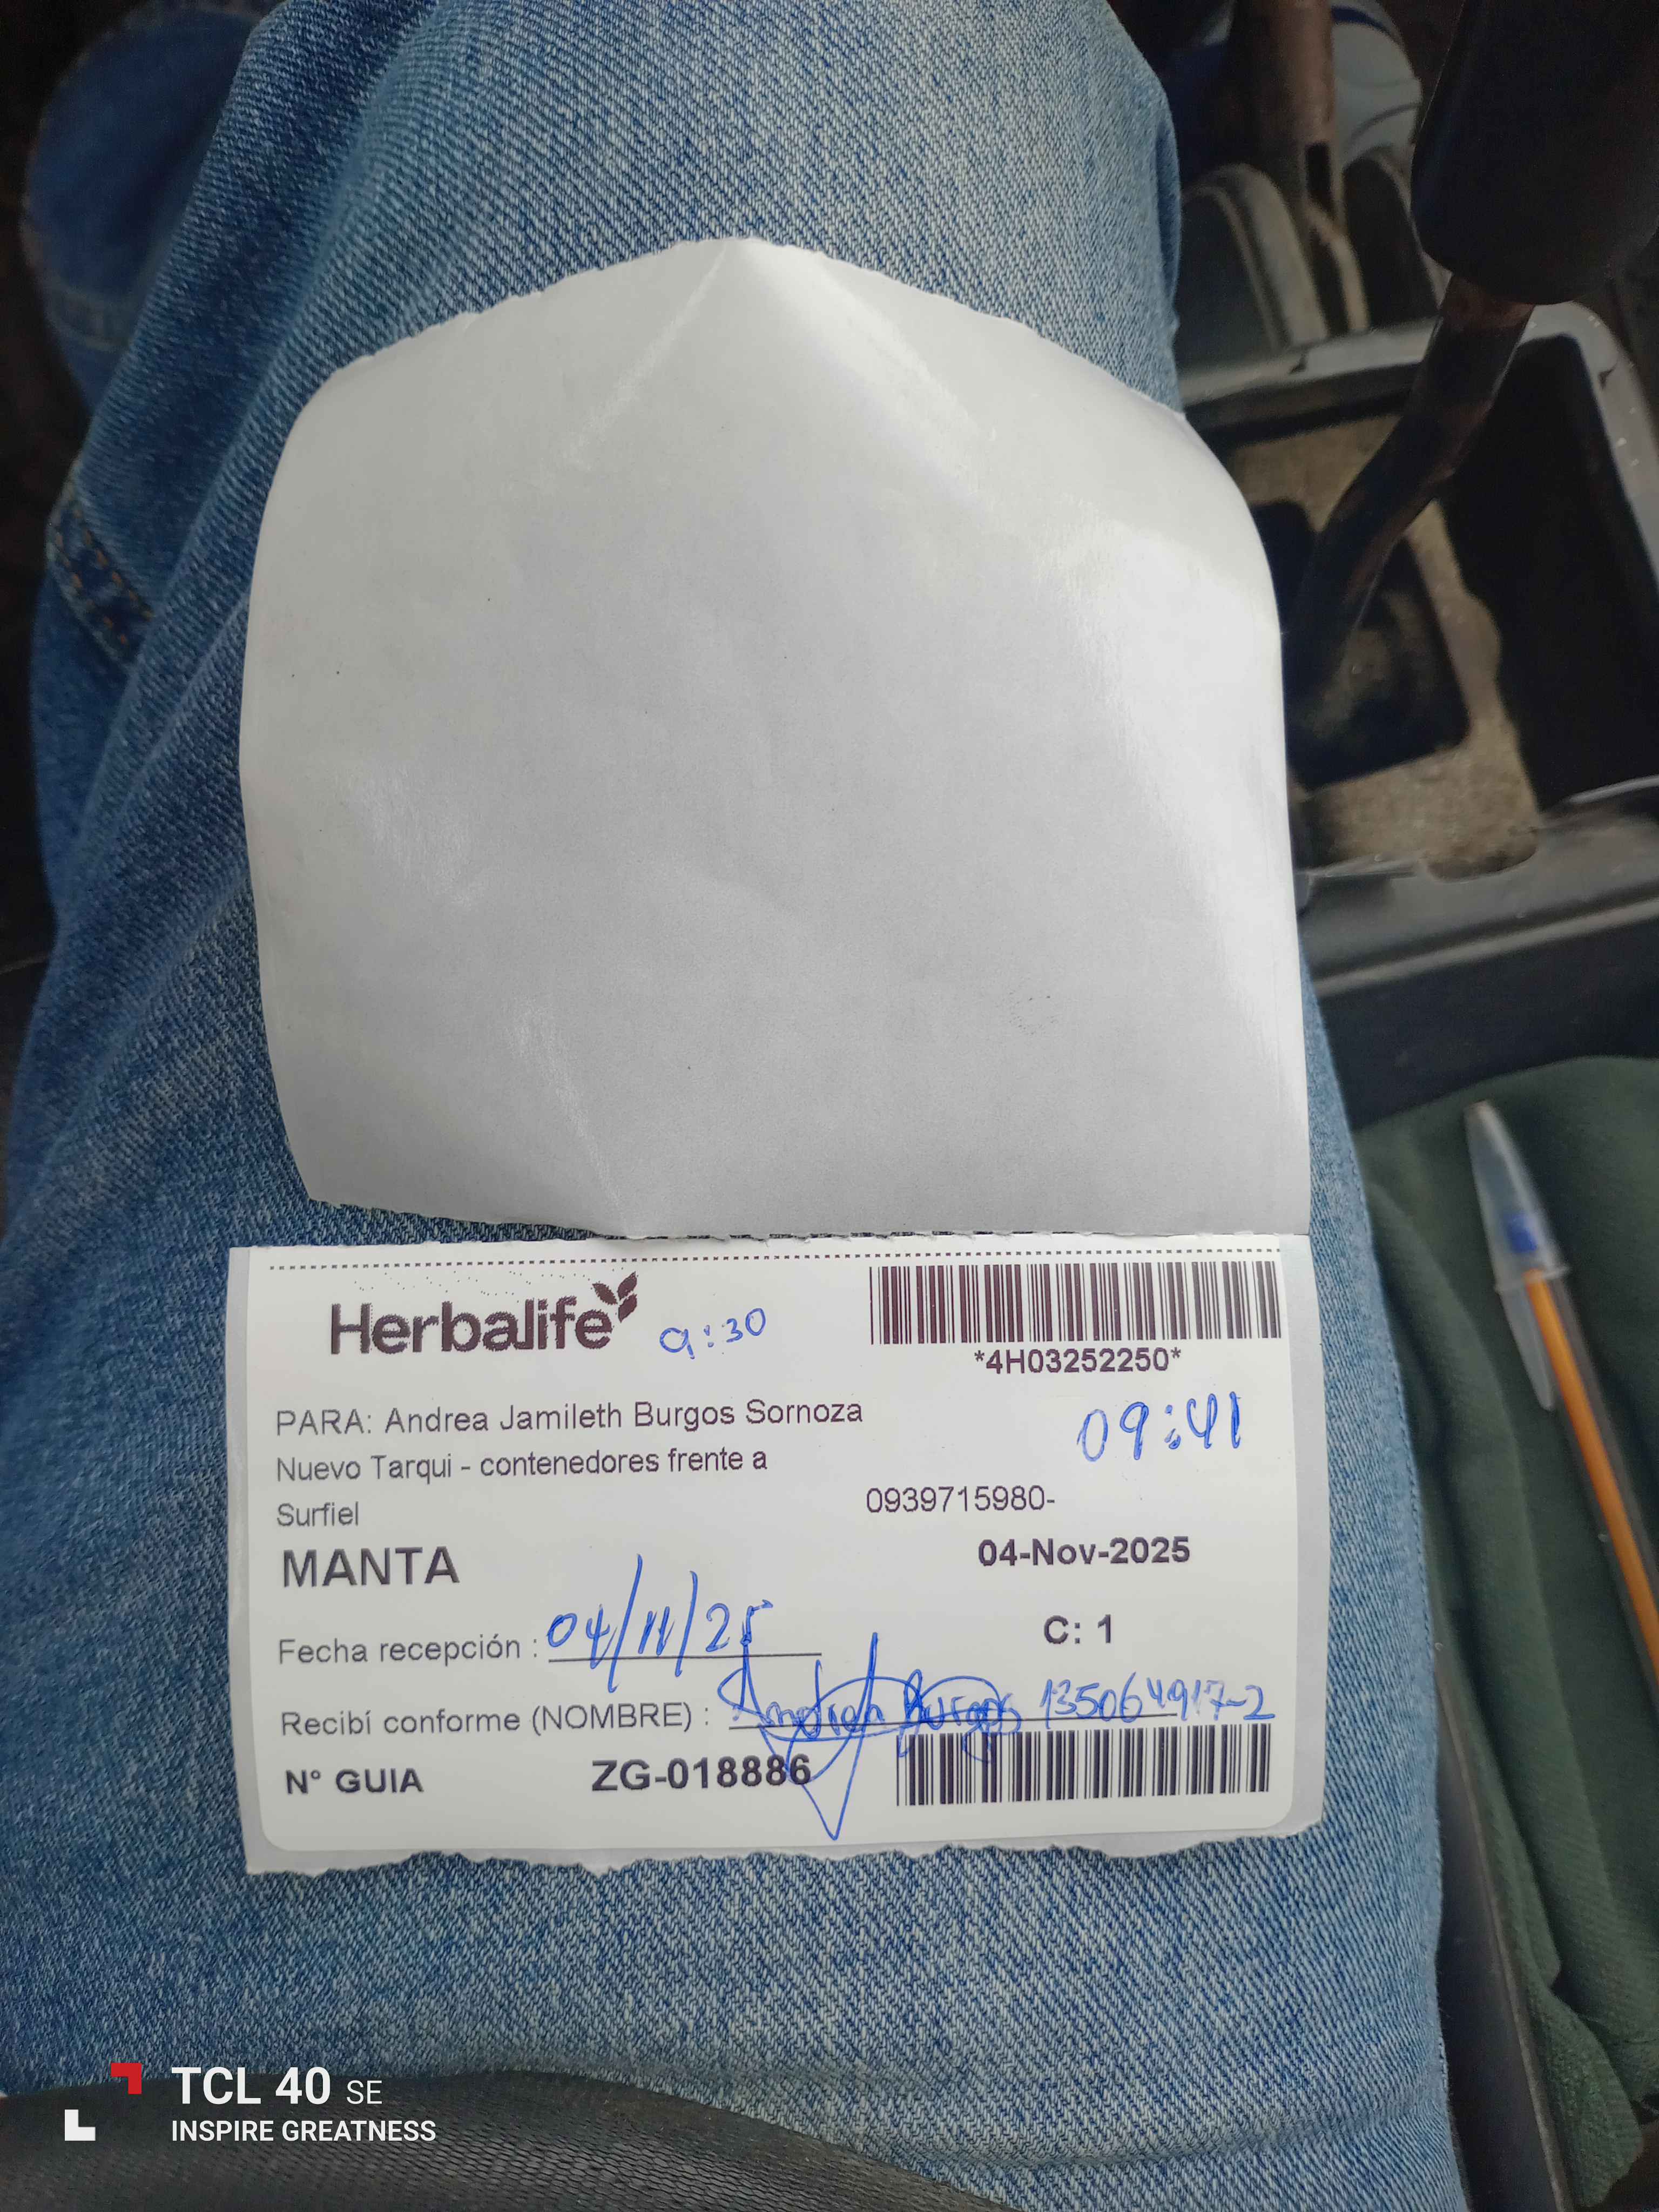 Herbalife 9:30
*4H03252250*
PARA: Andrea Jamileth Burgos Sornoza
09:41
Nuevo Tarqui - contenedores frente a
Surfiel
0939715980-
MANTA
04-Nov-2025
Fecha recepción : 04/11/25
C: 1
Recibí conforme (NOMBRE) : Andrea Burgos 135064917-2
N° GUIA ZG-018886
TCL 40 SE
INSPIRE GREATNESS